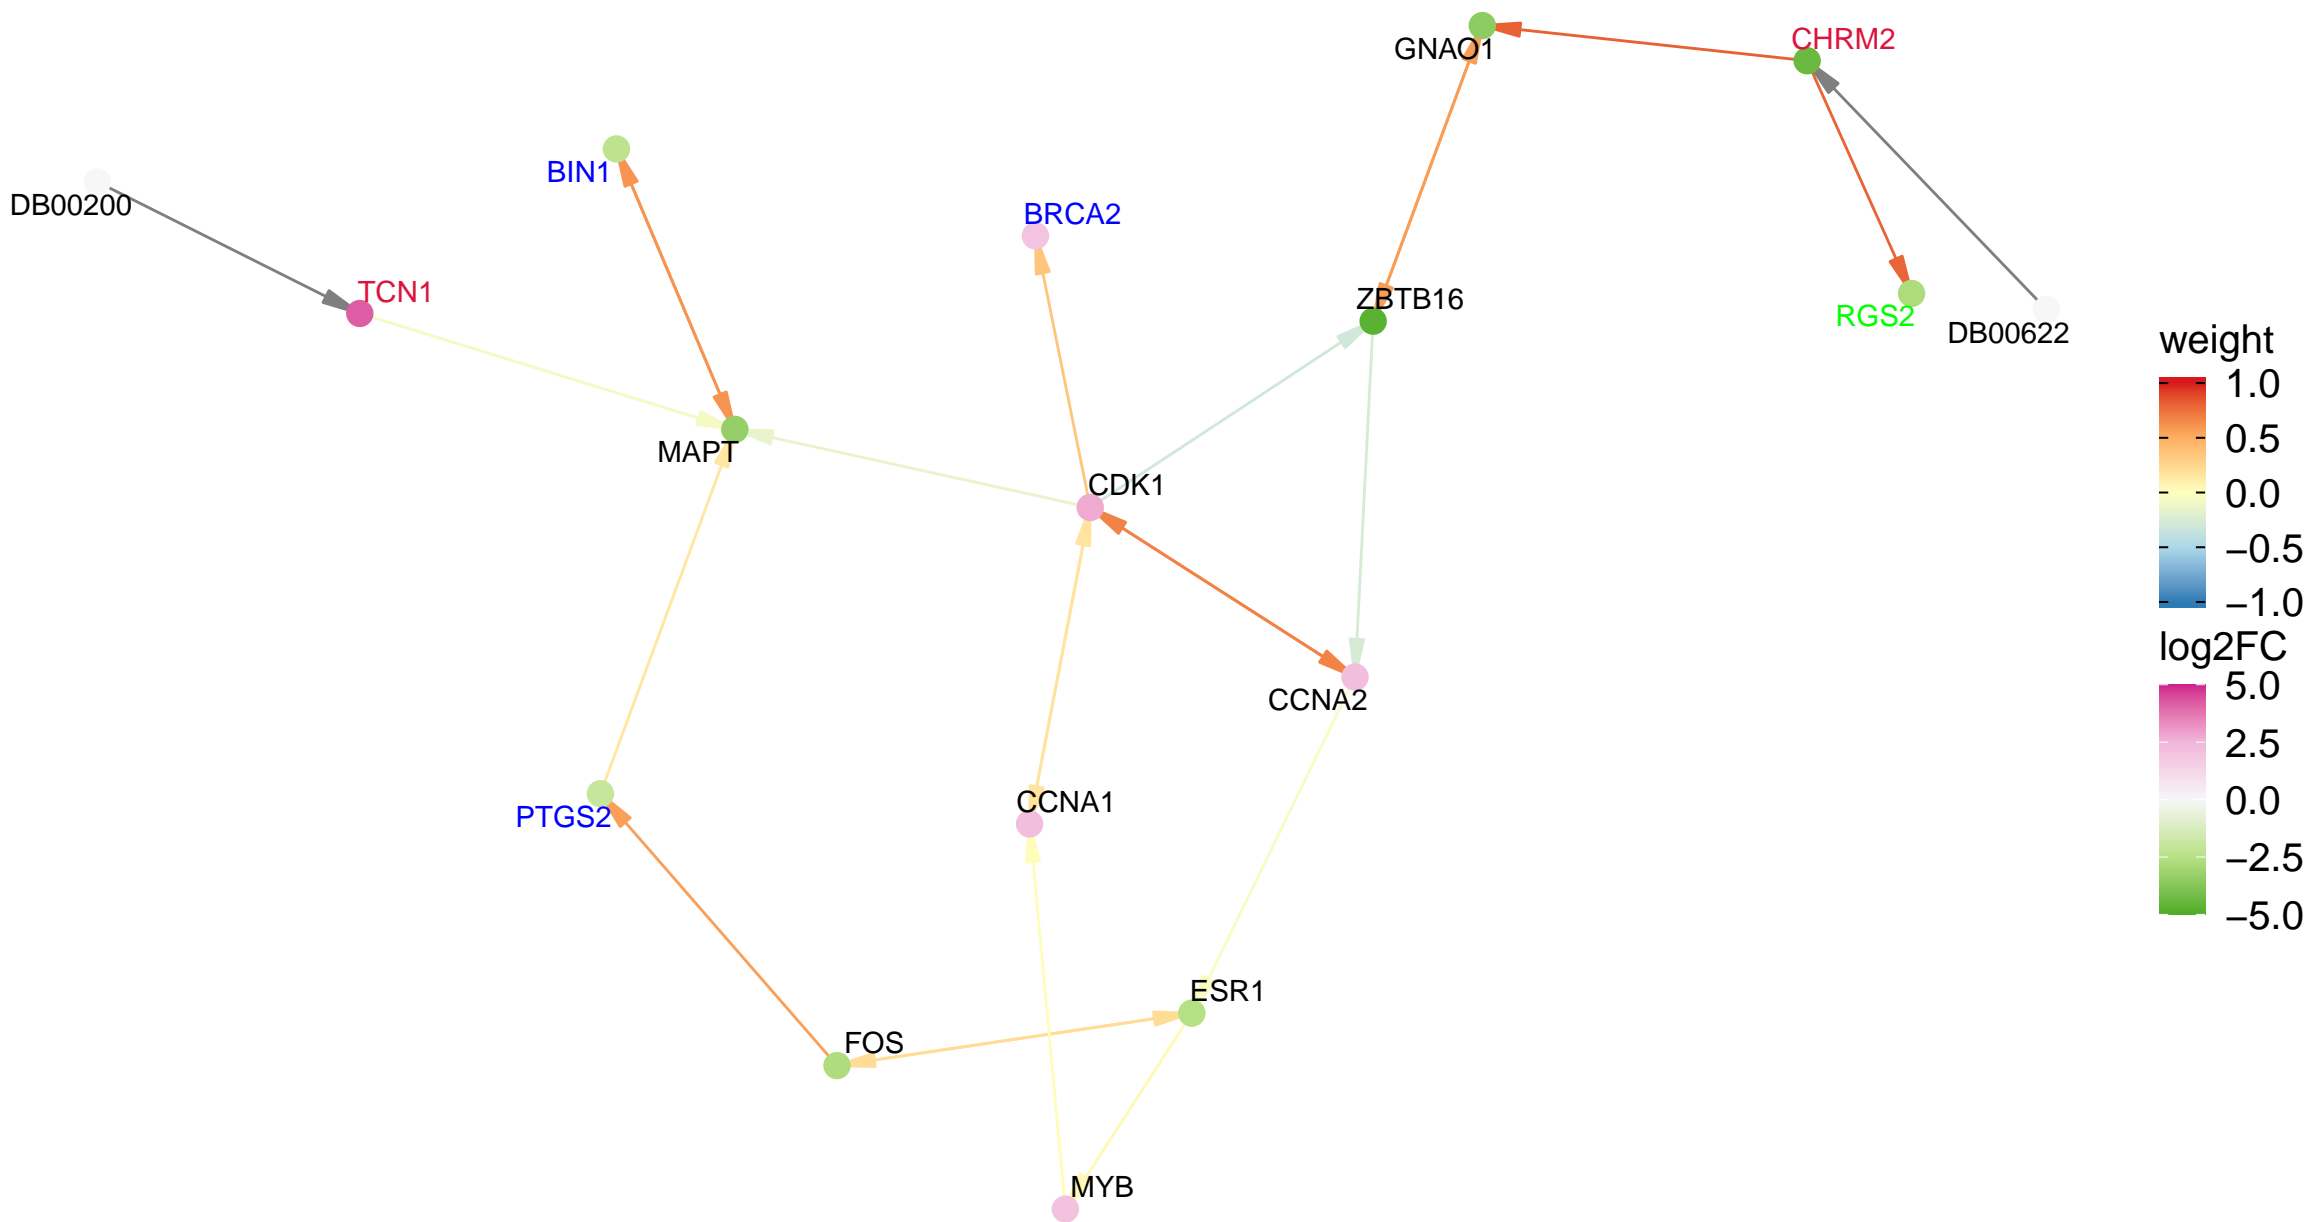 CHRM2
GNAO1
BIN1
DB00200
BRCA2
TCN1
ZBTB16
RGS2
DB00622
MAPT
CDK1
CCNA2
CCNA1
PTGS2
ESR1
FOS
MYB
weight
1.0
0.5
0.0
−0.5
−1.0
log2FC
5.0
2.5
0.0
−2.5
−5.0